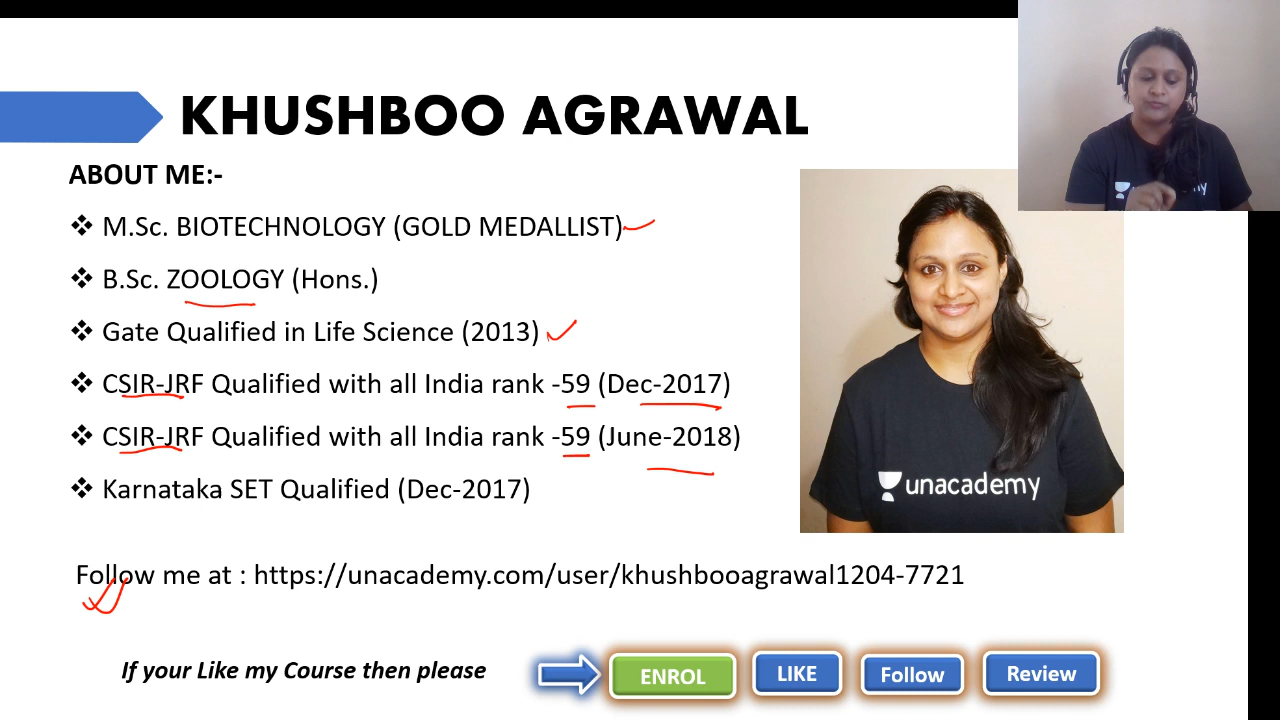 KHUSHBOO AGRAWAL
ABOUT ME:-
❖ M.Sc. BIOTECHNOLOGY (GOLD MEDALLIST)
❖ B.Sc. ZOOLOGY (Hons.)
❖ Gate Qualified in Life Science (2013)
❖ CSIR-JRF Qualified with all India rank -59 (Dec-2017)
❖ CSIR-JRF Qualified with all India rank -59 (June-2018)
❖ Karnataka SET Qualified (Dec-2017)
unacademy
Follow me at : https://unacademy.com/user/khushbooagrawal1204-7721
If your Like my Course then please
ENROL LIKE Follow Review